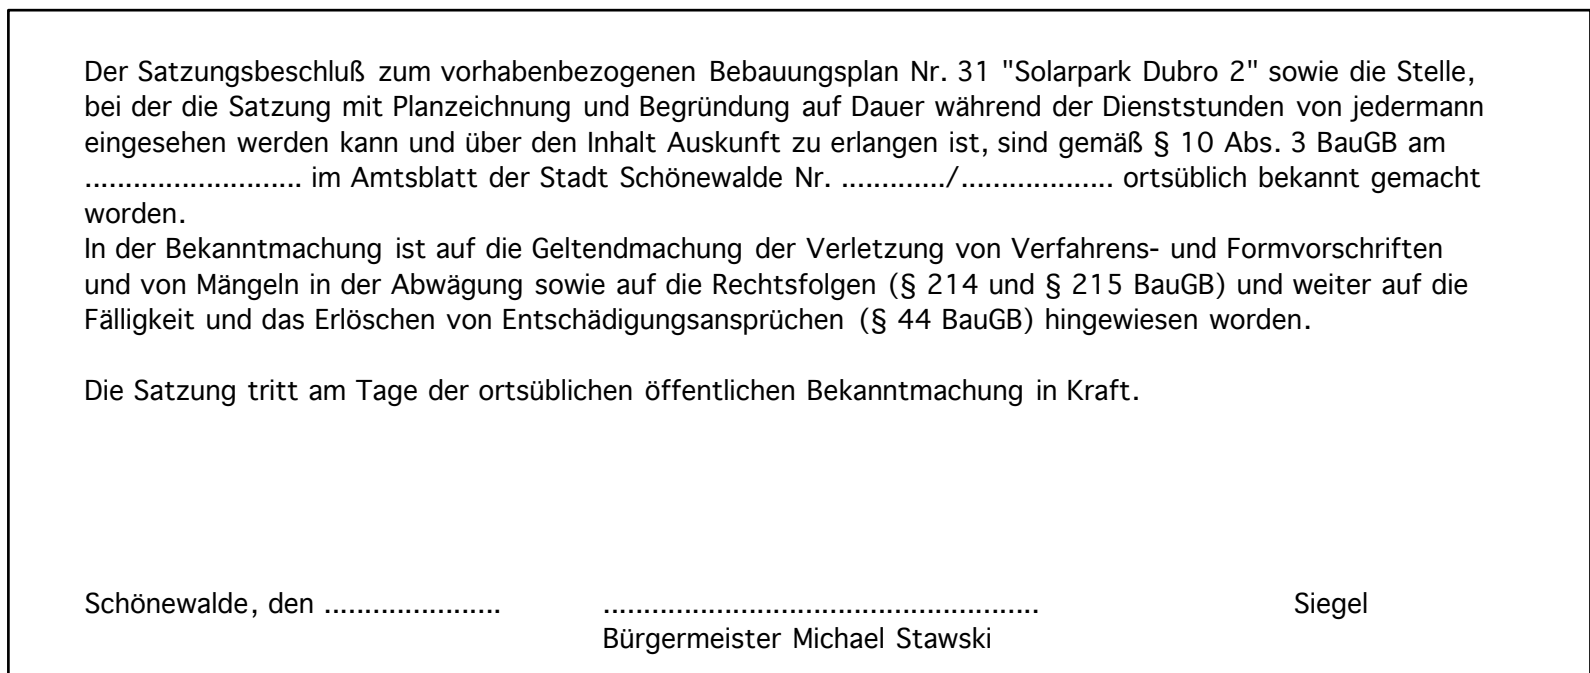 Der Satzungsbeschluß zum vorhabenbezogenen Bebauungsplan Nr. 31 "Solarpark Dubro 2" sowie die Stelle,
bei der die Satzung mit Planzeichnung und Begründung auf Dauer während der Dienststunden von jedermann
eingesehen werden kann und über den Inhalt Auskunft zu erlangen ist, sind gemäß § 10 Abs. 3 BauGB am
........................... im Amtsblatt der Stadt Schönewalde Nr. ............./................... ortsüblich bekannt gemacht
worden.
In der Bekanntmachung ist auf die Geltendmachung der Verletzung von Verfahrens- und Formvorschriften
und von Mängeln in der Abwägung sowie auf die Rechtsfolgen (§ 214 und § 215 BauGB) und weiter auf die
Fälligkeit und das Erlöschen von Entschädigungsansprüchen (§ 44 BauGB) hingewiesen worden.
Die Satzung tritt am Tage der ortsüblichen öffentlichen Bekanntmachung in Kraft.
Schönewalde, den ...................... ...................................................... Siegel
Bürgermeister Michael Stawski